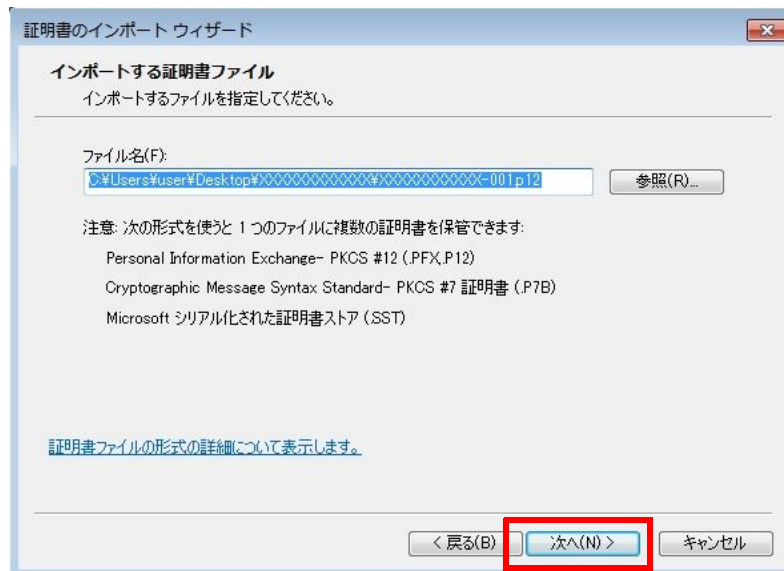 証明書のインポート ウィザード
インポートする証明書ファイル
インポートするファイルを指定してください。
ファイル名(F):
C:¥Users¥user¥Desktop¥XXXXXXXXXXXX¥XXXXXXXXXXXX-001.p12
参照(R)...
注意: 次の形式を使うと 1 つのファイルに複数の証明書を保管できます:
Personal Information Exchange- PKCS #12 (.PFX,.P12)
Cryptographic Message Syntax Standard- PKCS #7 証明書 (.P7B)
Microsoft シリアル化された証明書ストア (.SST)
証明書ファイルの形式の詳細について表示します。
< 戻る(B)
次へ(N) >
キャンセル